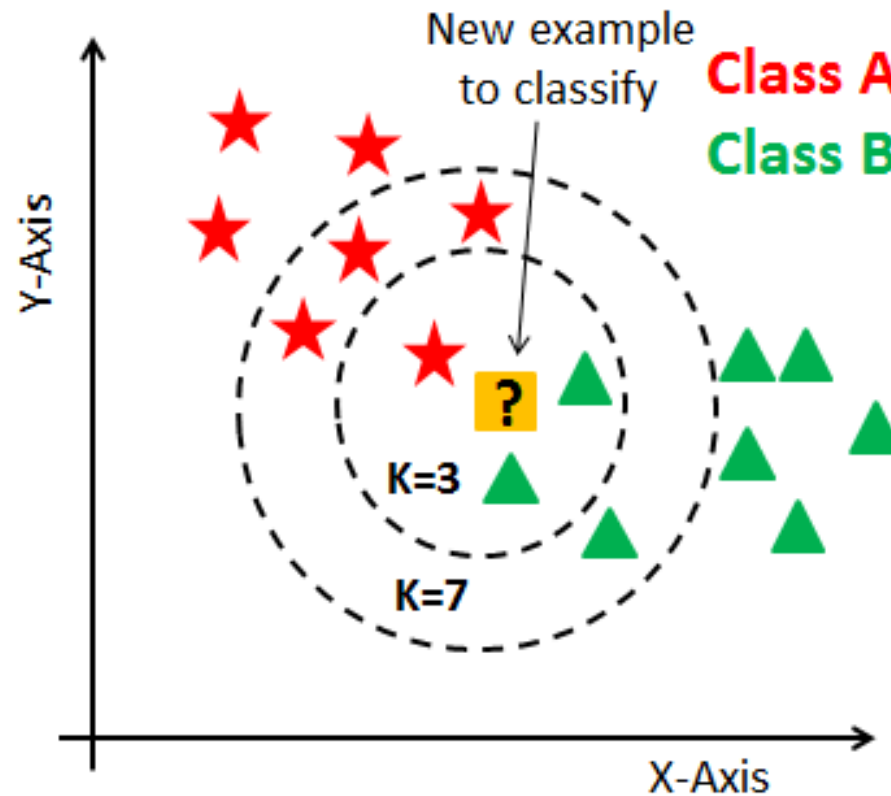 New example
to classify
Class A
Class B
Y-Axis
?
K=3
K=7
X-Axis